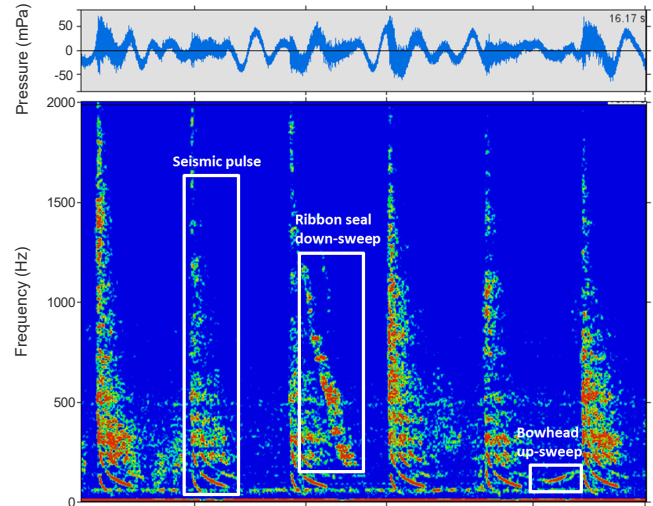 Pressure (mPa)
50
0
-50
16.17 s
Frequency (Hz)
2000
1500
1000
500
0
Seismic pulse
Ribbon seal
down-sweep
Bowhead
up-sweep